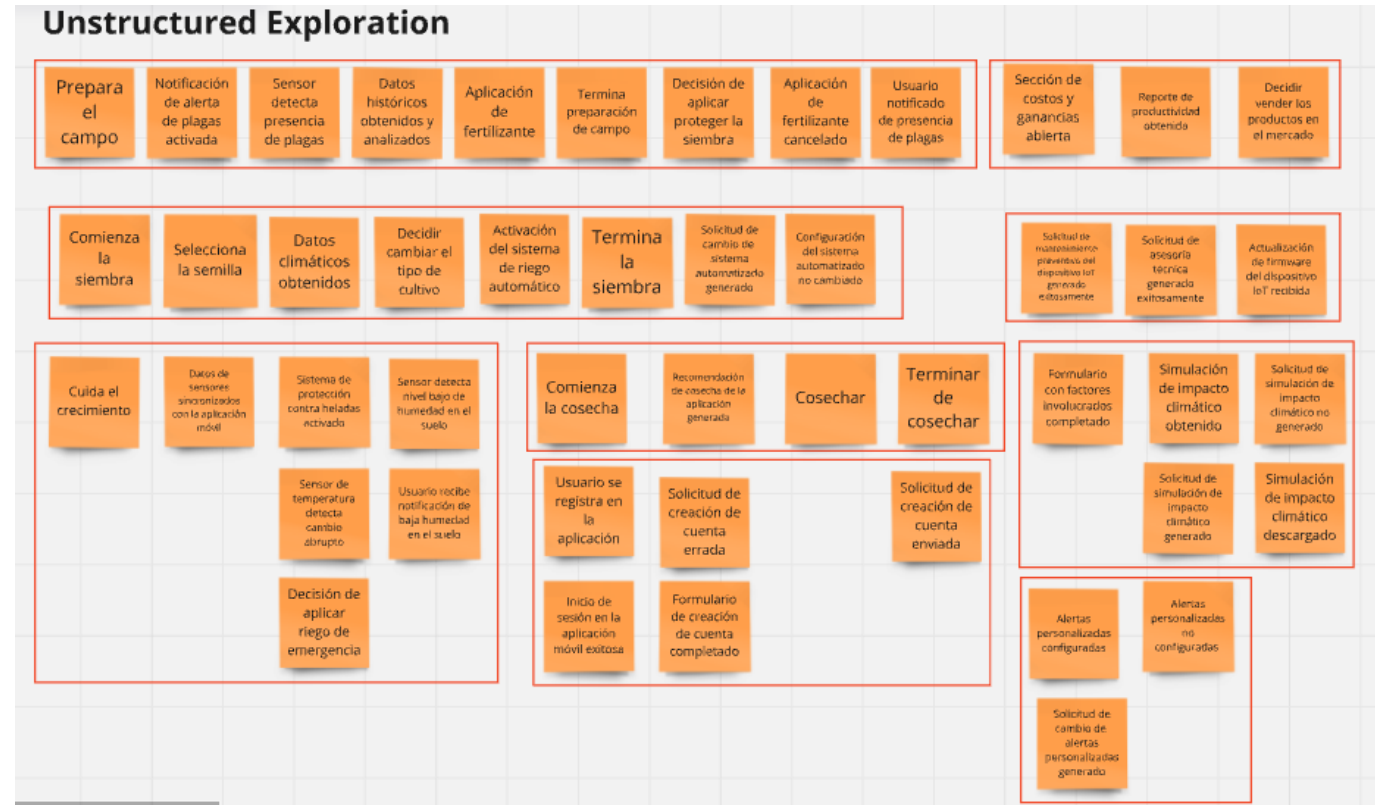 Unstructured Exploration
Prepara
el
campo
Notificación
de alerta
de plagas
activada
Sensor
detecta
presencia
de plagas
Datos
históricos
obtenidos y
analizados
Aplicación
de
fertilizante
Termina
preparación
de campo
Decisión de
aplicar
proteger la
siembra
Aplicación
de
fertilizante
cancelado
Usuario
notificado
de presencia
de plagas
Sección de
costos y
ganancias
abierta
Reporte de
productividad
obtenido
Decidir
vender los
productos en
el mercado
Comienza
la
siembra
Selecciona
la semilla
Datos
climáticos
obtenidos
Decidir
cambiar el
tipo de
cultivo
Activación
del sistema
de riego
automático
Termina
la
siembra
Solicitud de
cambio de
sistema
automatizado
generado
Configuración
del sistema
automatizado
no cambiado
Solicitud de
mantenimiento
preventivo del
dispositivo IoT
generado
exitosamente
Solicitud de
asesoría
técnica
generado
exitosamente
Actualización
de firmware
del dispositivo
IoT recibida
Cuida el
crecimiento
Datos de
sensores
sincronizados
con la aplicación
móvil
Sistema de
protección
contra heladas
activado
Sensor detecta
nivel bajo de
humedad en el
suelo
Sensor de
temperatura
detecta
cambio
abrupto
Usuario recibe
notificación de
baja humedad
en el suelo
Decisión de
aplicar
riego de
emergencia
Comienza
la cosecha
Recomendación
de cosecha de la
aplicación
generada
Cosechar
Terminar
de
cosechar
Usuario se
registra en
la
aplicación
Solicitud de
creación de
cuenta
errada
Solicitud de
creación de
cuenta
enviada
Inicio de
sesión en la
aplicación
móvil exitosa
Formulario
de creación
de cuenta
completado
Formulario
con factores
involucrados
completado
Simulación
de impacto
climático
obtenido
Solicitud de
simulación de
impacto
climático no
generado
Solicitud de
simulación de
impacto
climático
generado
Simulación
de impacto
climático
descargado
Alertas
personalizadas
configuradas
Alertas
personalizadas
no
configuradas
Solicitud de
cambio de
alertas
personalizadas
generado